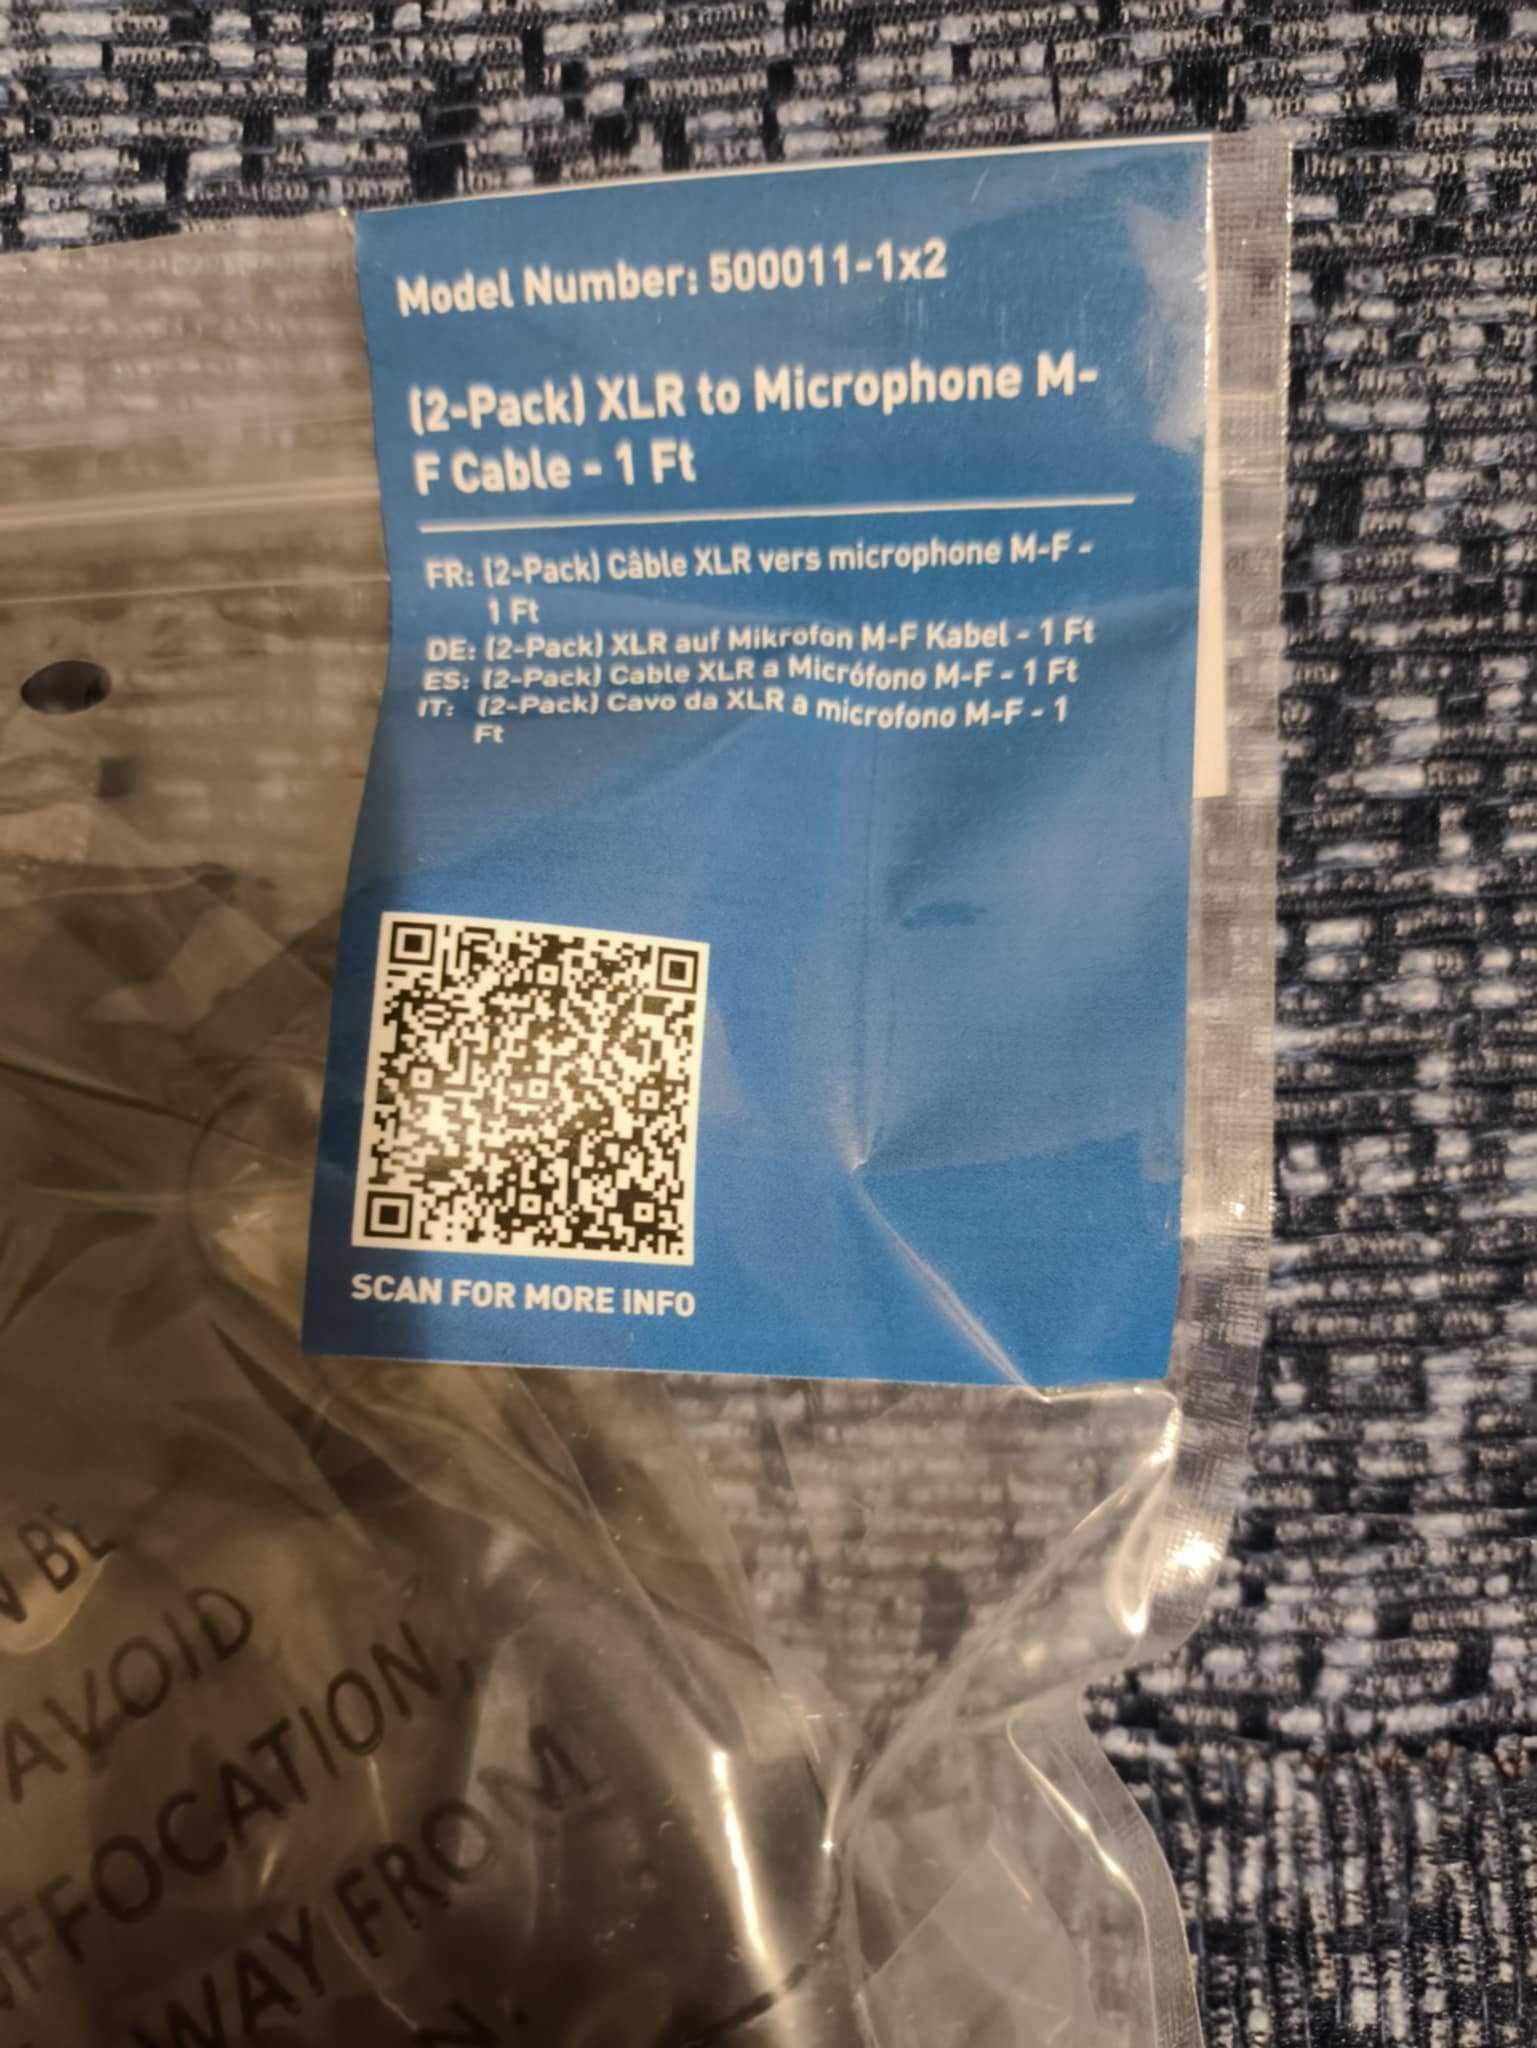 Model Number: 500011-1x2
(2-Pack) XLR to Microphone M-
F Cable - 1 Ft
FR: (2-Pack) Câble XLR vers microphone M-F -
1 Ft
DE: (2-Pack) XLR auf Mikrofon M-F Kabel - 1 Ft
ES: (2-Pack) Cable XLR a Micrófono M-F - 1 Ft
IT: (2-Pack) Cavo da XLR a microfono M-F - 1
Ft
SCAN FOR MORE INFO
BE
AVOID
FFOCATION,
WAY FROM